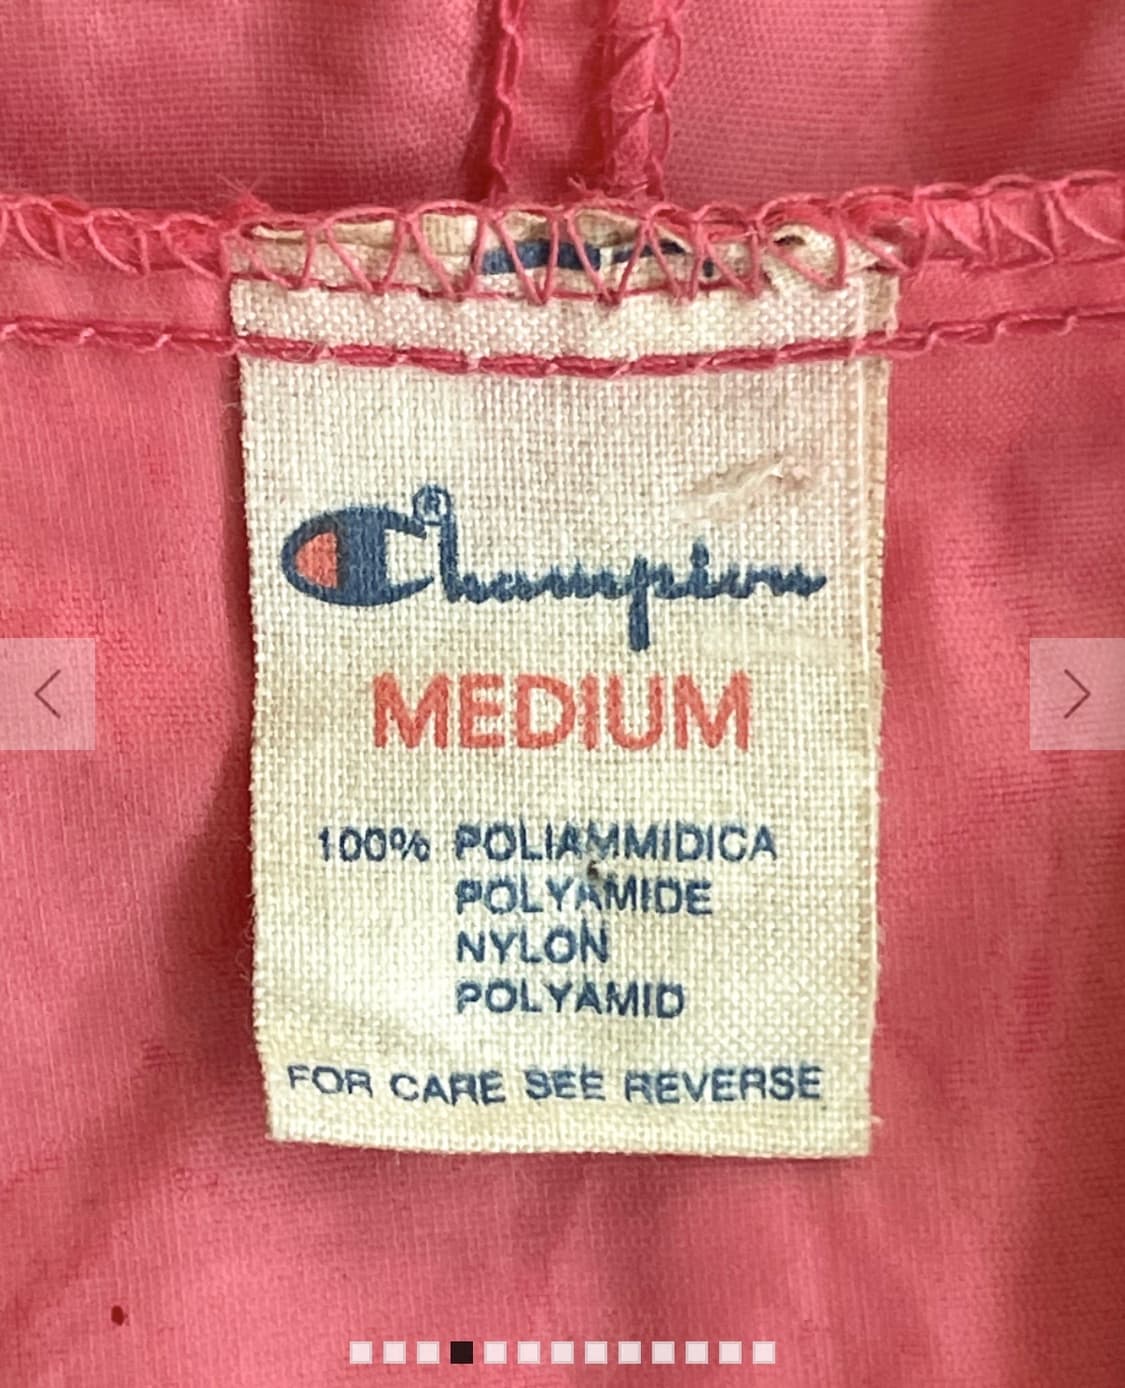 Champion®
MEDIUM
100% POLIAMMIDICA
POLYAMIDE
NYLON
POLYAMID
FOR CARE SEE REVERSE